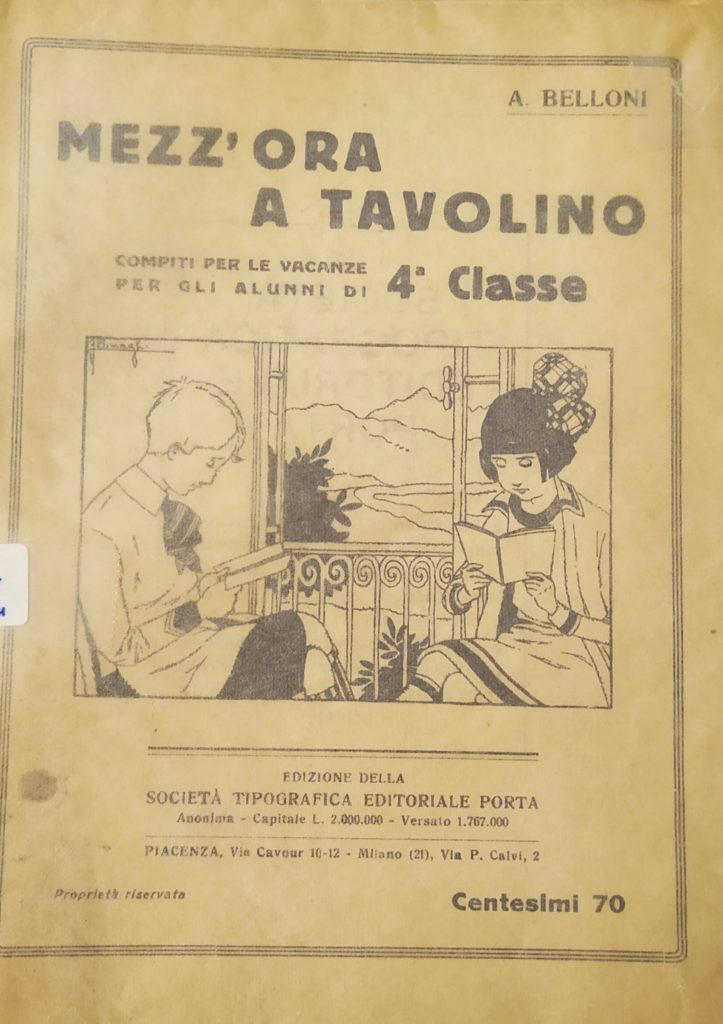 A. BELLONI
MEZZ'ORA
A TAVOLINO
COMPITI PER LE VACANZE
PER GLI ALUNNI DI 4ª Classe
EDIZIONE DELLA
SOCIETÀ TIPOGRAFICA EDITORIALE PORTA
Anonima - Capitale L. 2.000.000 - Versato 1.767.000
PIACENZA, Via Cavour 10-12 - Milano (21), Via P. Calvi, 2
Proprietà riservata
Centesimi 70